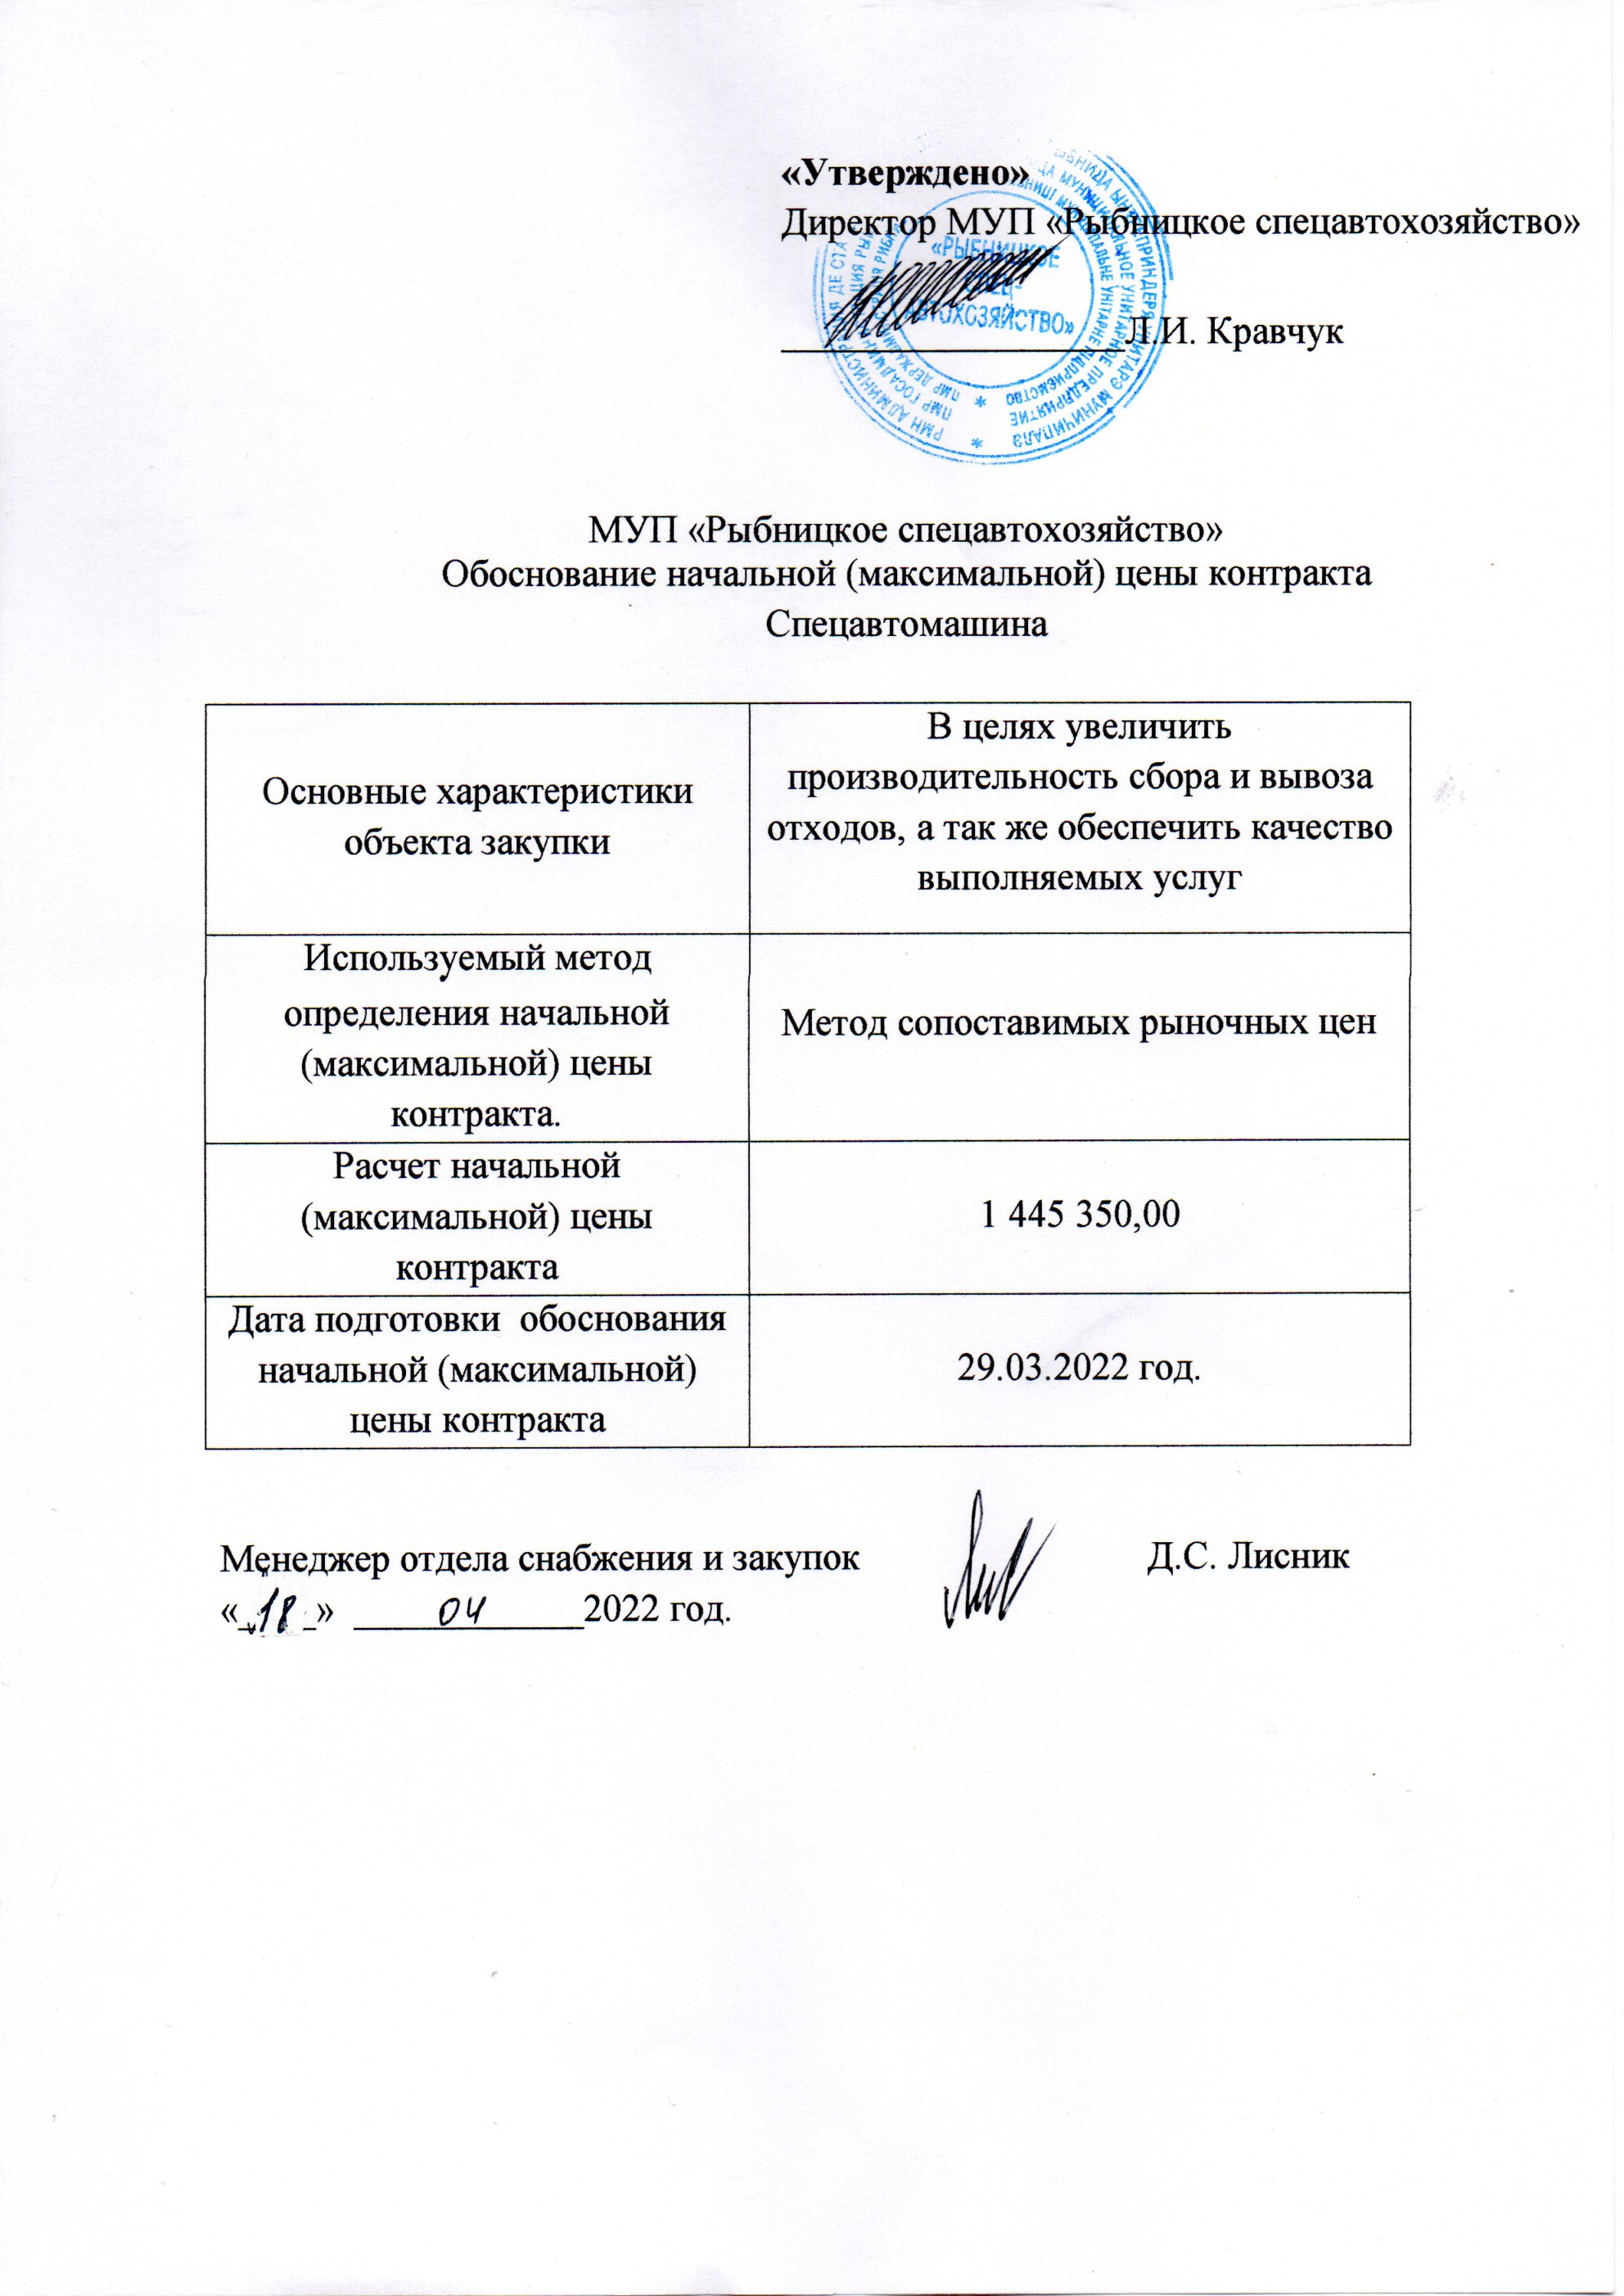 «Утверждено»
Директор МУП «Рыбницкое спецавтохозяйство»
«РЫБНИЦКОЕ
СПЕЦ-
АВТОХОЗЯЙСТВО»
Л.И. Кравчук
МУП «Рыбницкое спецавтохозяйство»
Обоснование начальной (максимальной) цены контракта
Спецавтомашина
Основные характеристики
объекта закупки
В целях увеличить
производительность сбора и вывоза
отходов, а так же обеспечить качество
выполняемых услуг
Используемый метод
определения начальной
(максимальной) цены
контракта.
Метод сопоставимых рыночных цен
Расчет начальной
(максимальной) цены
контракта
1 445 350,00
Дата подготовки обоснования
начальной (максимальной)
цены контракта
29.03.2022 год.
Менеджер отдела снабжения и закупок Д.С. Лисник
«18» 04 2022 год.